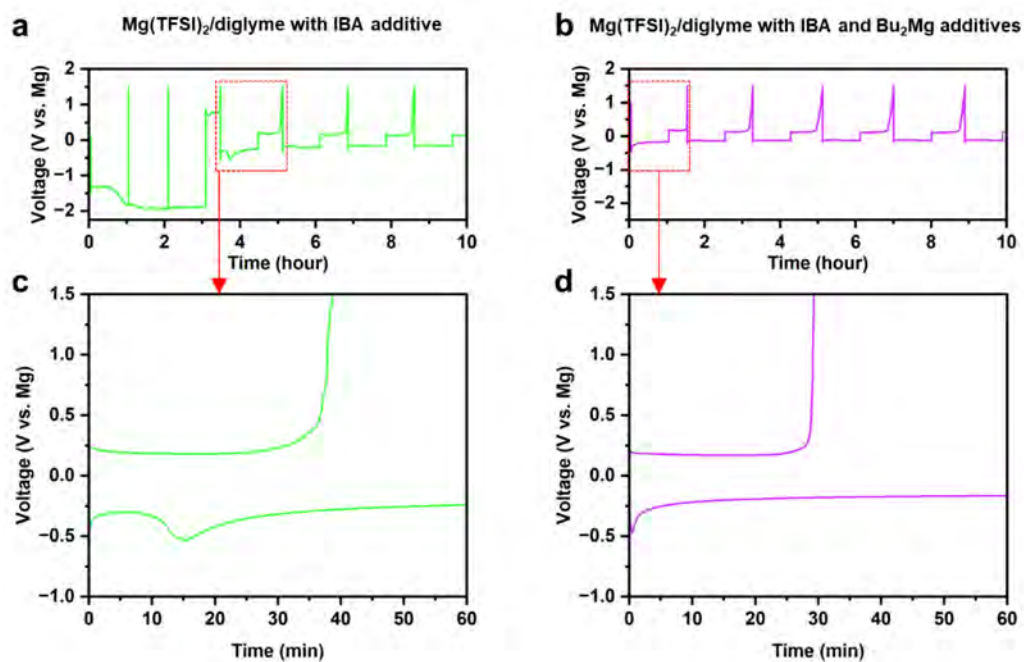 a Mg(TFSI)₂/diglyme with IBA additive
b Mg(TFSI)₂/diglyme with IBA and Bu₂Mg additives
Voltage (V vs. Mg)
2
1
0
−1
−2
0 2 4 6 8 10
Time (hour)
Voltage (V vs. Mg)
2
1
0
−1
−2
0 2 4 6 8 10
Time (hour)
c
Voltage (V vs. Mg)
1.5
1.0
0.5
0.0
−0.5
−1.0
0 10 20 30 40 50 60
Time (min)
d
Voltage (V vs. Mg)
1.5
1.0
0.5
0.0
−0.5
−1.0
0 10 20 30 40 50 60
Time (min)